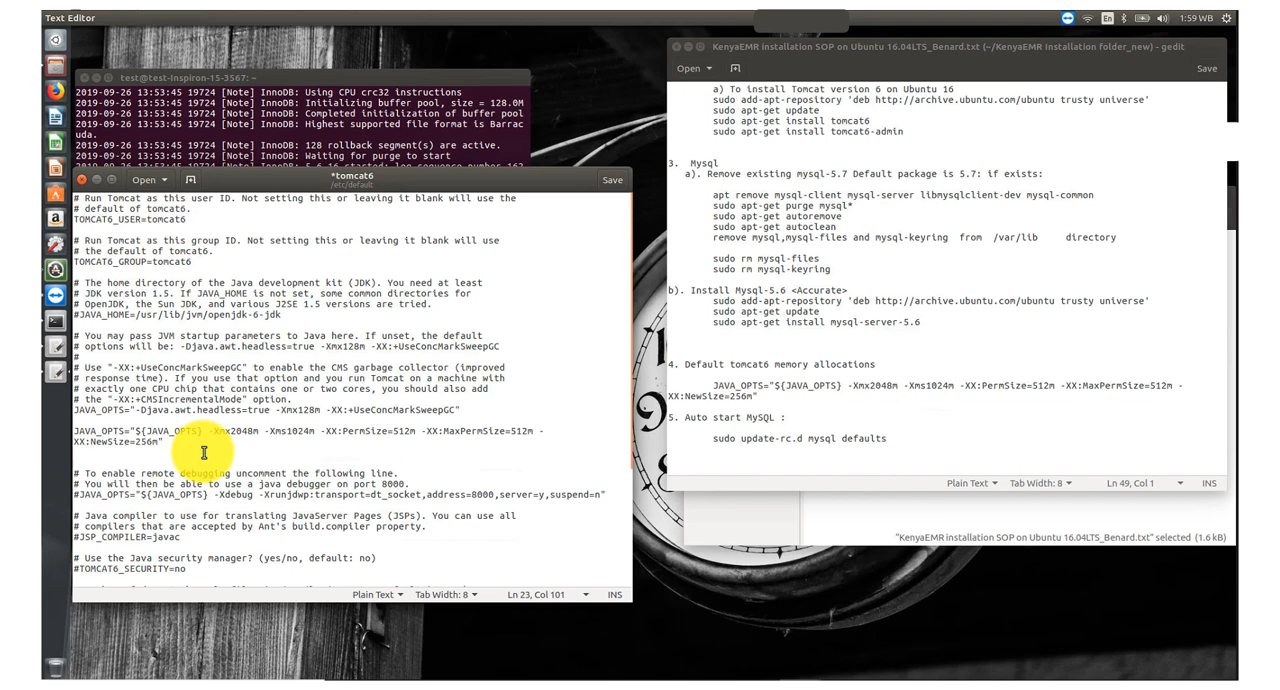 Text Editor
En
1:59 WB
test@test-Inspiron-15-3567: ~
2019-09-26 13:53:45 19724 [Note] InnoDB: Using CPU crc32 instructions
2019-09-26 13:53:45 19724 [Note] InnoDB: Initializing buffer pool, size = 128.0M
2019-09-26 13:53:45 19724 [Note] InnoDB: Completed initialization of buffer pool
2019-09-26 13:53:45 19724 [Note] InnoDB: Highest supported file format is Barrac
uda.
2019-09-26 13:53:45 19724 [Note] InnoDB: 128 rollback segment(s) are active.
2019-09-26 13:53:45 19724 [Note] InnoDB: Waiting for purge to start
Open
*tomcat6
/etc/default
Save
# Run Tomcat as this user ID. Not setting this or leaving it blank will use the
# default of tomcat6.
TOMCAT6_USER=tomcat6
# Run Tomcat as this group ID. Not setting this or leaving it blank will use
# the default of tomcat6.
TOMCAT6_GROUP=tomcat6
# The home directory of the Java development kit (JDK). You need at least
# JDK version 1.5. If JAVA_HOME is not set, some common directories for
# OpenJDK, the Sun JDK, and various J2SE 1.5 versions are tried.
#JAVA_HOME=/usr/lib/jvm/openjdk-6-jdk
# You may pass JVM startup parameters to Java here. If unset, the default
# options will be: -Djava.awt.headless=true -Xmx128m -XX:+UseConcMarkSweepGC
#
# Use "-XX:+UseConcMarkSweepGC" to enable the CMS garbage collector (improved
# response time). If you use that option and you run Tomcat on a machine with
# exactly one CPU chip that contains one or two cores, you should also add
# the "-XX:+CMSIncrementalMode" option.
JAVA_OPTS="-Djava.awt.headless=true -Xmx128m -XX:+UseConcMarkSweepGC"
JAVA_OPTS="${JAVA_OPTS} -Xmx2048m -Xms1024m -XX:PermSize=512m -XX:MaxPermSize=512m -
XX:NewSize=256m"
# To enable remote debugging uncomment the following line.
# You will then be able to use a java debugger on port 8000.
#JAVA_OPTS="${JAVA_OPTS} -Xdebug -Xrunjdwp:transport=dt_socket,address=8000,server=y,suspend=n"
# Java compiler to use for translating JavaServer Pages (JSPs). You can use all
# compilers that are accepted by Ant's build.compiler property.
#JSP_COMPILER=javac
# Use the Java security manager? (yes/no, default: no)
#TOMCAT6_SECURITY=no
Plain Text
Tab Width: 8
Ln 23, Col 101
INS
KenyaEMR installation SOP on Ubuntu 16.04LTS_Benard.txt (~/KenyaEMR Installation folder_new) - gedit
Open
Save
a) To install Tomcat version 6 on Ubuntu 16
sudo add-apt-repository 'deb http://archive.ubuntu.com/ubuntu trusty universe'
sudo apt-get update
sudo apt-get install tomcat6
sudo apt-get install tomcat6-admin
3. Mysql
a). Remove existing mysql-5.7 Default package is 5.7: if exists:
apt remove mysql-client mysql-server libmysqlclient-dev mysql-common
sudo apt-get purge mysql*
sudo apt-get autoremove
sudo apt-get autoclean
remove mysql,mysql-files and mysql-keyring from /var/lib directory
sudo rm mysql-files
sudo rm mysql-keyring
b). Install Mysql-5.6 <Accurate>
sudo add-apt-repository 'deb http://archive.ubuntu.com/ubuntu trusty universe'
sudo apt-get update
sudo apt-get install mysql-server-5.6
4. Default tomcat6 memory allocations
JAVA_OPTS="${JAVA_OPTS} -Xmx2048m -Xms1024m -XX:PermSize=512m -XX:MaxPermSize=512m -
XX:NewSize=256m"
5. Auto start MySQL :
sudo update-rc.d mysql defaults
Plain Text
Tab Width: 8
Ln 49, Col 1
INS
"KenyaEMR installation SOP on Ubuntu 16.04LTS_Benard.txt" selected (1.6 kB)